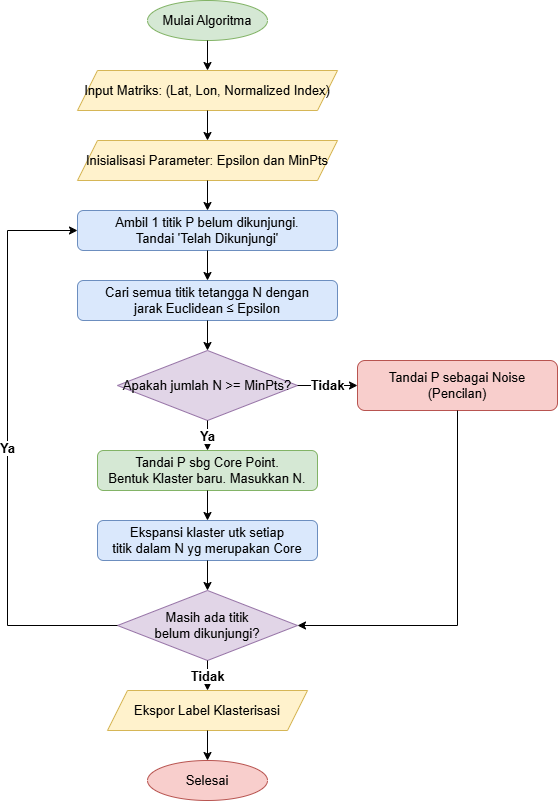 Mulai Algoritma
Input Matriks: (Lat, Lon, Normalized Index)
Inisialisasi Parameter: Epsilon dan MinPts
Ambil 1 titik P belum dikunjungi.
Tandai 'Telah Dikunjungi'
Cari semua titik tetangga N dengan
jarak Euclidean ≤ Epsilon
Apakah jumlah N >= MinPts?
Tidak
Tandai P sebagai Noise
(Pencilan)
Ya
Ya
Tandai P sbg Core Point.
Bentuk Klaster baru. Masukkan N.
Ekspansi klaster utk setiap
titik dalam N yg merupakan Core
Masih ada titik
belum dikunjungi?
Tidak
Ekspor Label Klasterisasi
Selesai